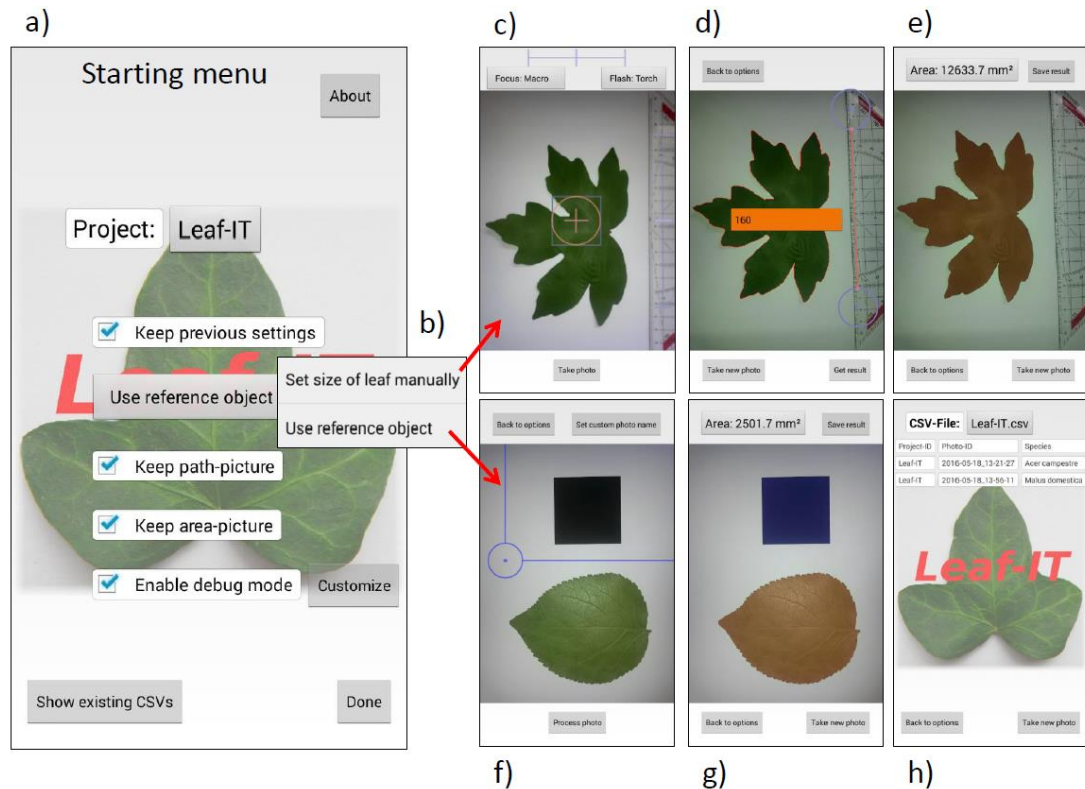 a)
Starting menu
About
Project: Leaf-IT
Keep previous settings
Leaf-IT
Use reference object
Keep path-picture
Keep area-picture
Enable debug mode
Customize
Show existing CSVs
Done
b)
Set size of leaf manually
Use reference object
c)
Focus: Macro
Flash: Torch
Take photo
d)
Back to options
160
Take new photo
Get result
e)
Area: 12633.7 mm²
Save result
Back to options
Take new photo
Back to options
Set custom photo name
Process photo
f)
Area: 2501.7 mm²
Save result
Back to options
Take new photo
g)
CSV-File: Leaf-IT.csv
Project-ID Photo-ID Species
Leaf-IT 2016-05-18_13-21-27 Acer campestre
Leaf-IT 2016-05-18_13-56-11 Malus domestica
Leaf-IT
Back to options
Take new photo
h)